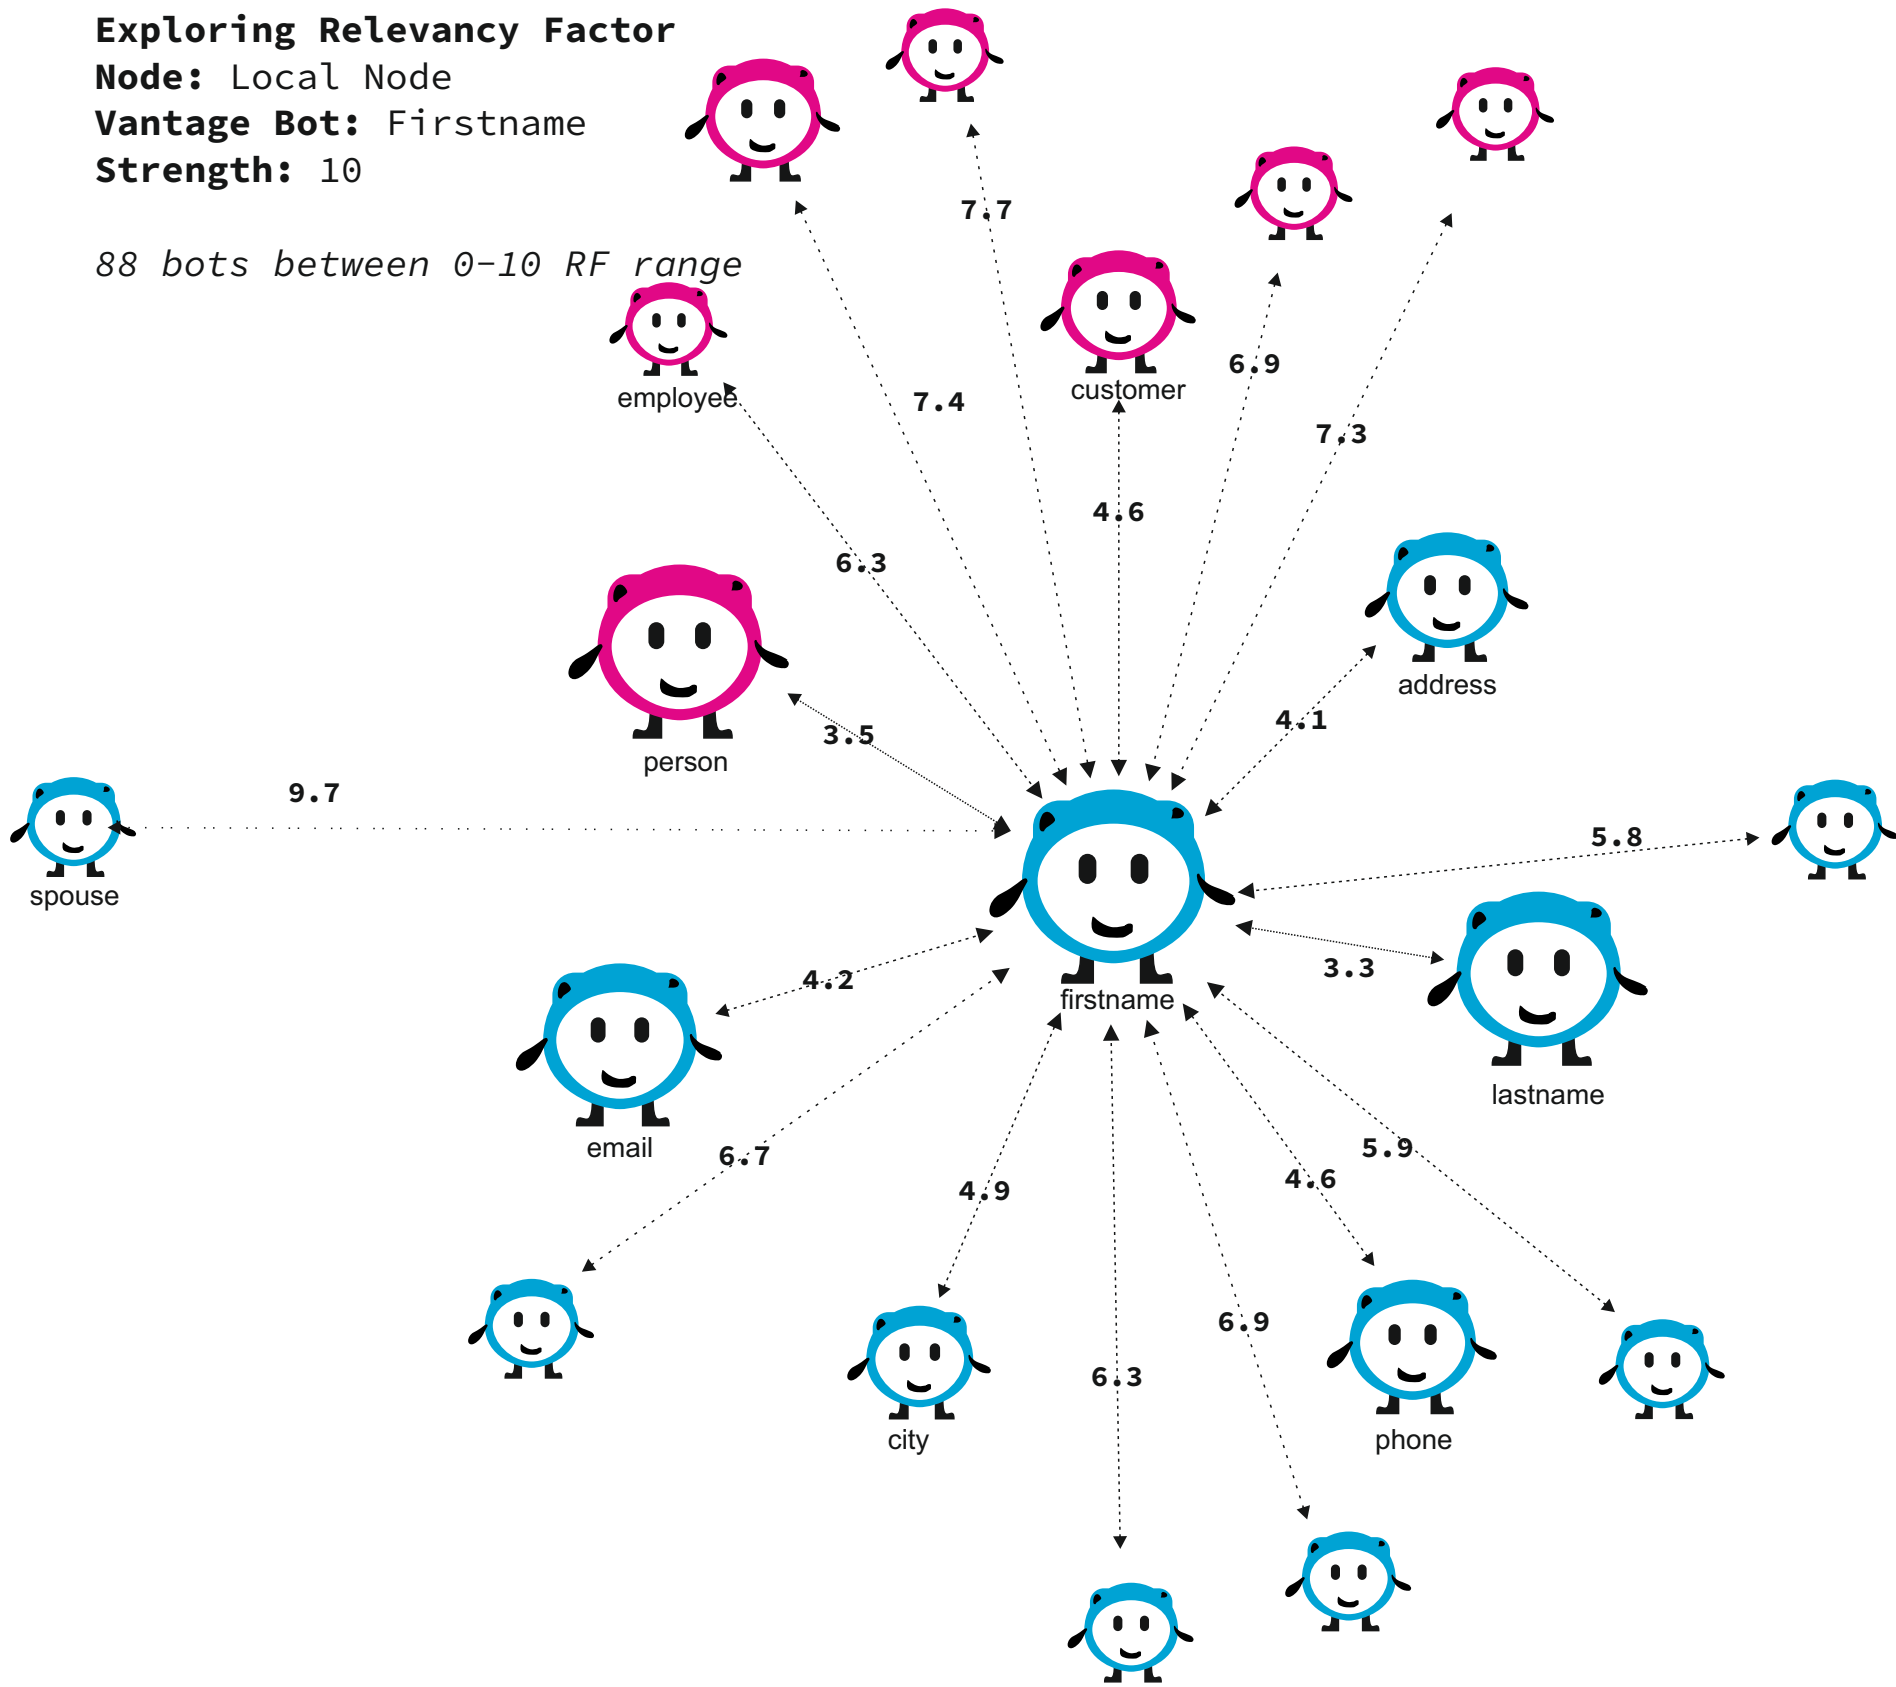 Exploring Relevancy Factor
Node: Local Node
Vantage Bot: Firstname
Strength: 10
88 bots between 0-10 RF range
7.7
6.9
customer
employee
7.4
7.3
4.6
6.3
address
4.1
3.5
person
9.7
5.8
spouse
3.3
4.2
firstname
lastname
email
6.7
5.9
4.6
4.9
6.9
6.3
city
phone